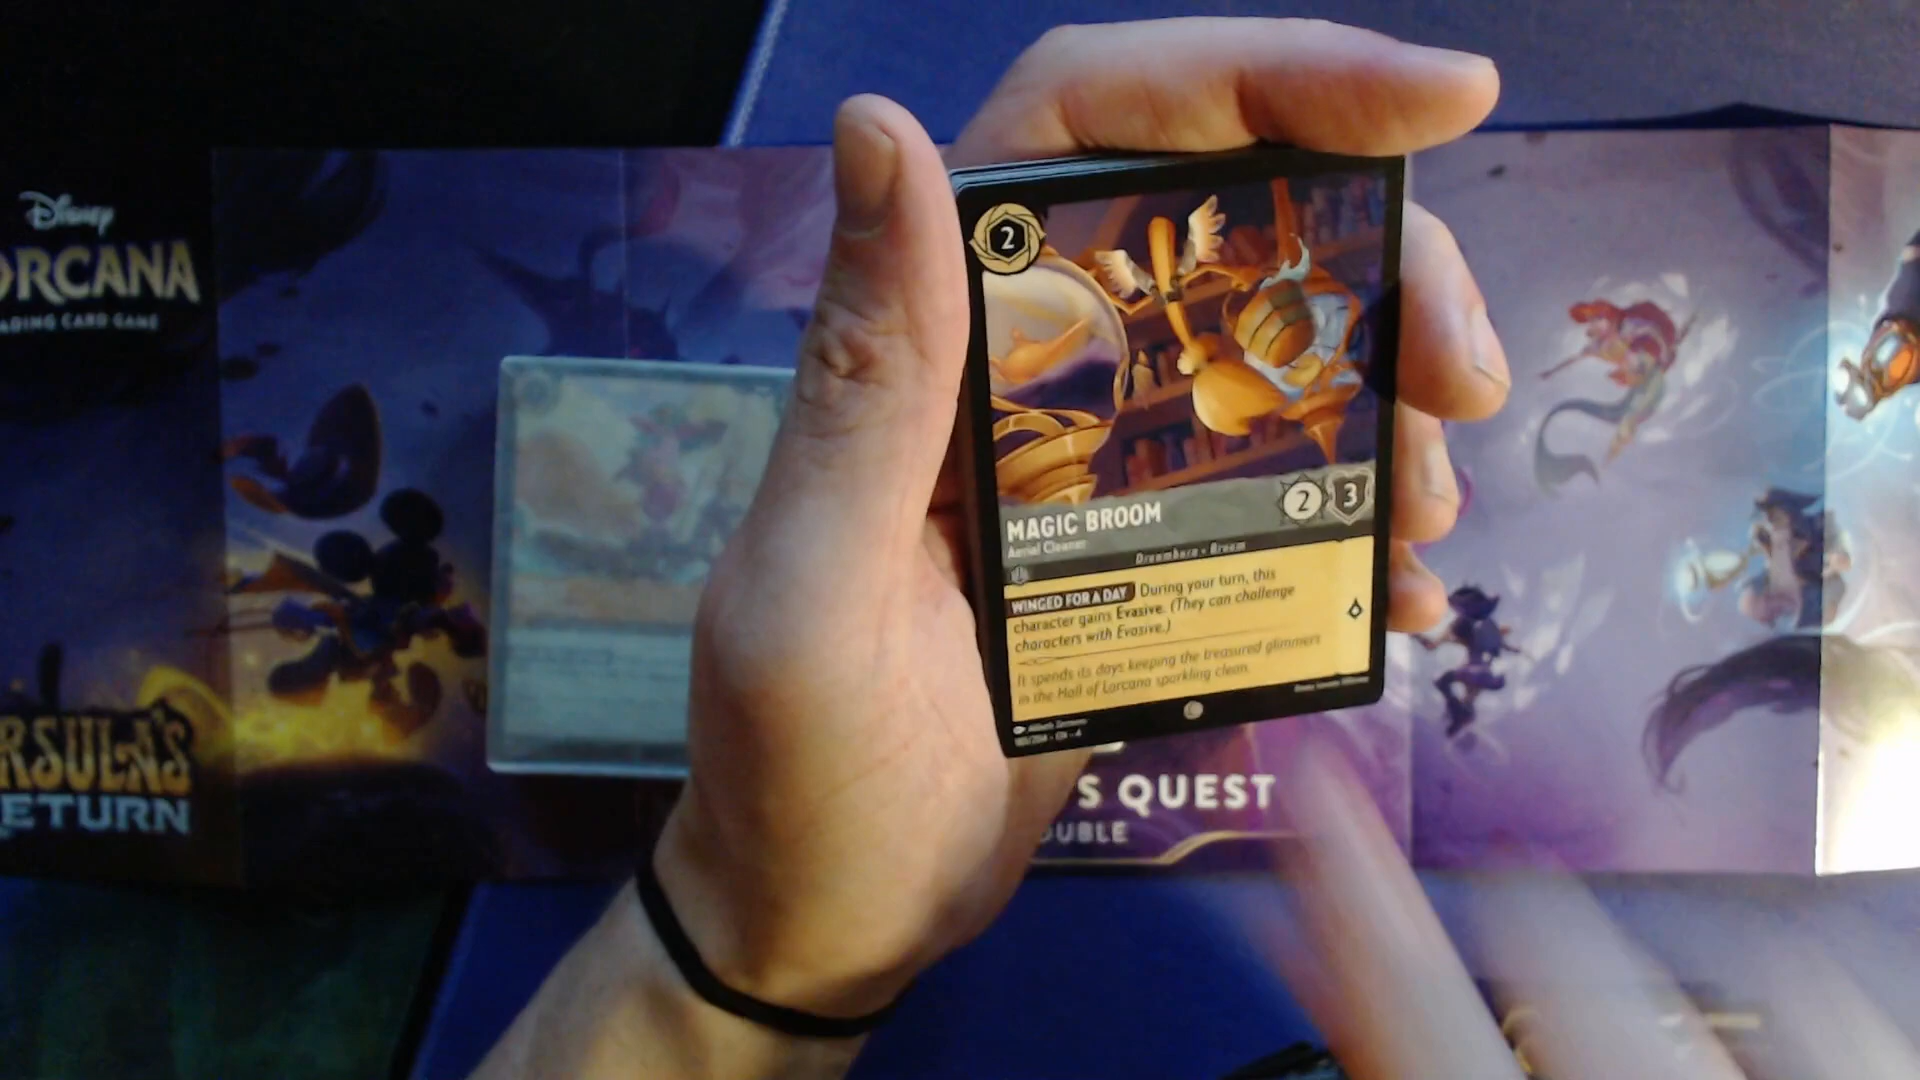 Disney
ORCANA
ADING CARD GAME
RSULA'S
ETURN
2
MAGIC BROOM
2 3
Aerial Cleaner
Dreamborn • Broom
WINGED FOR A DAY During your turn, this
character gains Evasive. (They can challenge
characters with Evasive.)
It spends its days keeping the treasured glimmers
in the Hall of Lorcana sparkling clean.
'S QUEST
OUBLE